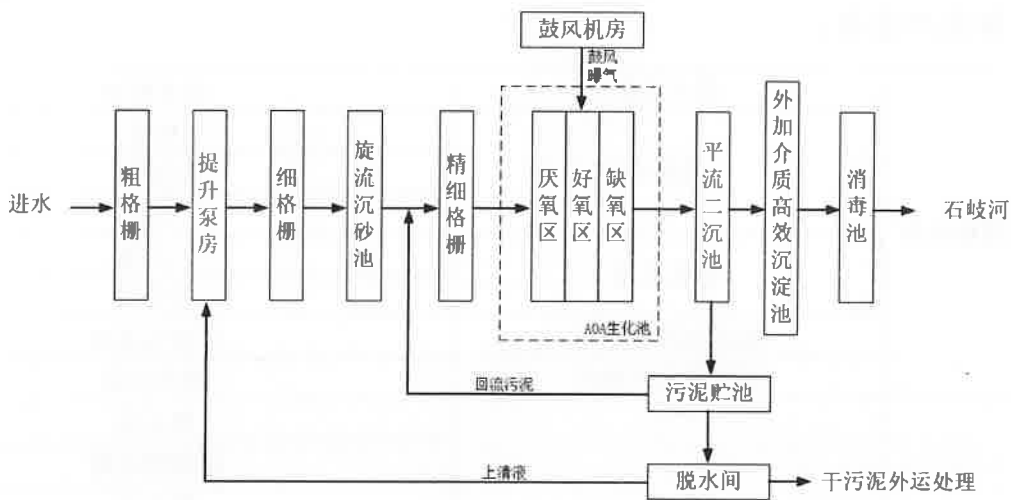 鼓风机房
鼓风
曝气
进水
粗格栅
提升泵房
细格栅
旋流沉砂池
精细格栅
厌氧区
好氧区
缺氧区
AOA生化池
平流二沉池
外加介质高效沉淀池
消毒池
石岐河
回流污泥
污泥贮池
上清液
脱水间
干污泥外运处理